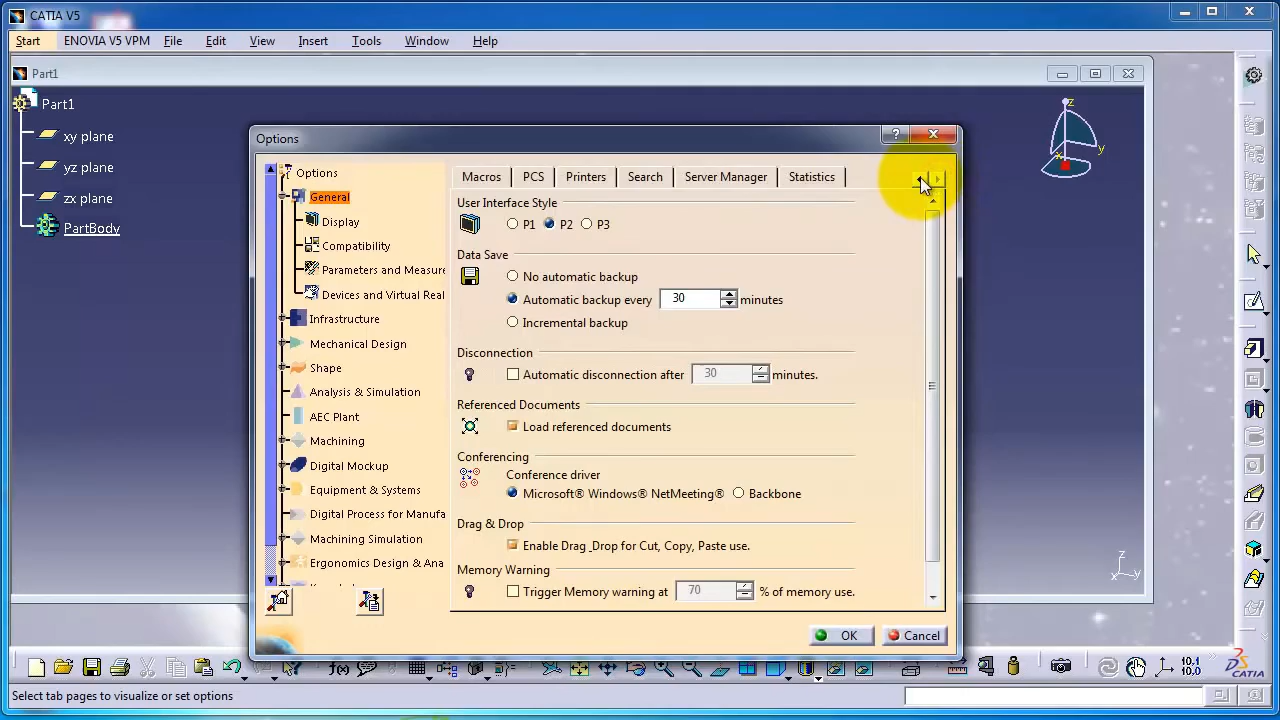 CATIA V5
Start ENOVIA V5 VPM File Edit View Insert Tools Window Help
Part1
Part1
xy plane
yz plane
zx plane
PartBody
z
y
x
Options
?
Options
General
Display
Compatibility
Parameters and Measure
Devices and Virtual Real
Infrastructure
Mechanical Design
Shape
Analysis & Simulation
AEC Plant
Machining
Digital Mockup
Equipment & Systems
Digital Process for Manufa
Machining Simulation
Ergonomics Design & Ana
Macros PCS Printers Search Server Manager Statistics
User Interface Style
P1 P2 P3
Data Save
No automatic backup
Automatic backup every 30 minutes
Incremental backup
Disconnection
Automatic disconnection after 30 minutes.
Referenced Documents
Load referenced documents
Conferencing
Conference driver
Microsoft® Windows® NetMeeting® Backbone
Drag & Drop
Enable Drag _Drop for Cut, Copy, Paste use.
Memory Warning
Trigger Memory warning at 70 % of memory use.
OK Cancel
z
x y
f(x)
10.1
10.0
CATIA
Select tab pages to visualize or set options